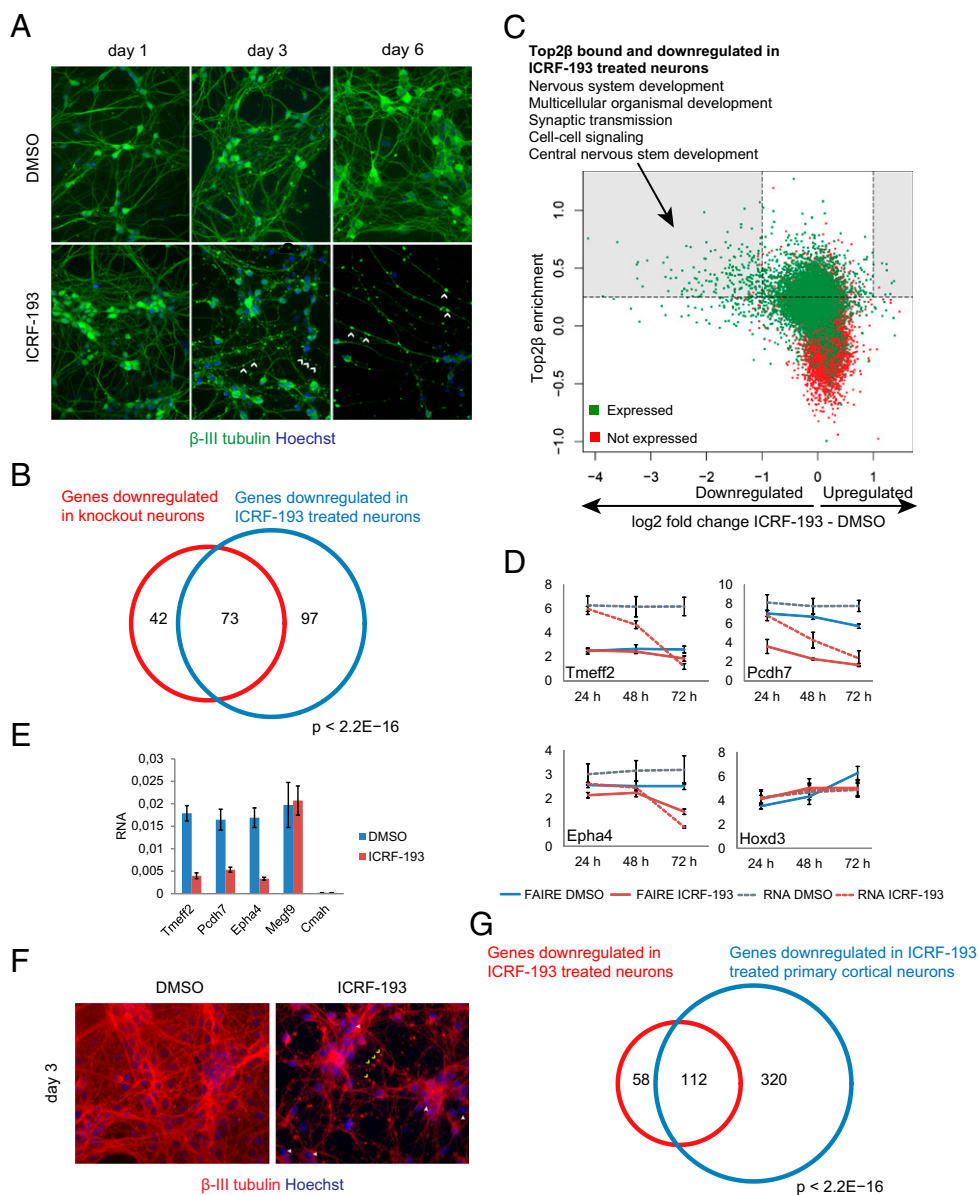 A
day 1
day 3
day 6
DMSO
ICRF-193
β-III tubulin Hoechst
B
Genes downregulated
in knockout neurons
Genes downregulated in
ICRF-193 treated neurons
42
73
97
p < 2.2E−16
C
Top2β bound and downregulated in
ICRF-193 treated neurons
Nervous system development
Multicellular organismal development
Synaptic transmission
Cell-cell signaling
Central nervous stem development
Top2β enrichment
1.0
0.5
0.0
−0.5
−1.0
Expressed
Not expressed
−4
−3
−2
−1
0
1
Downregulated
Upregulated
log2 fold change ICRF-193 - DMSO
D
8
6
4
2
0
Tmeff2
24 h
48 h
72 h
10
8
6
4
2
0
Pcdh7
24 h
48 h
72 h
4
3
2
1
0
Epha4
24 h
48 h
72 h
8
6
4
2
0
Hoxd3
24 h
48 h
72 h
FAIRE DMSO
FAIRE ICRF-193
RNA DMSO
RNA ICRF-193
E
RNA
0,03
0,025
0,02
0,015
0,01
0,005
0
DMSO
ICRF-193
Tmeff2
Pcdh7
Epha4
Megf9
Cmah
F
DMSO
ICRF-193
day 3
β-III tubulin Hoechst
G
Genes downregulated in
ICRF-193 treated neurons
Genes downregulated in ICRF-193
treated primary cortical neurons
58
112
320
p < 2.2E−16